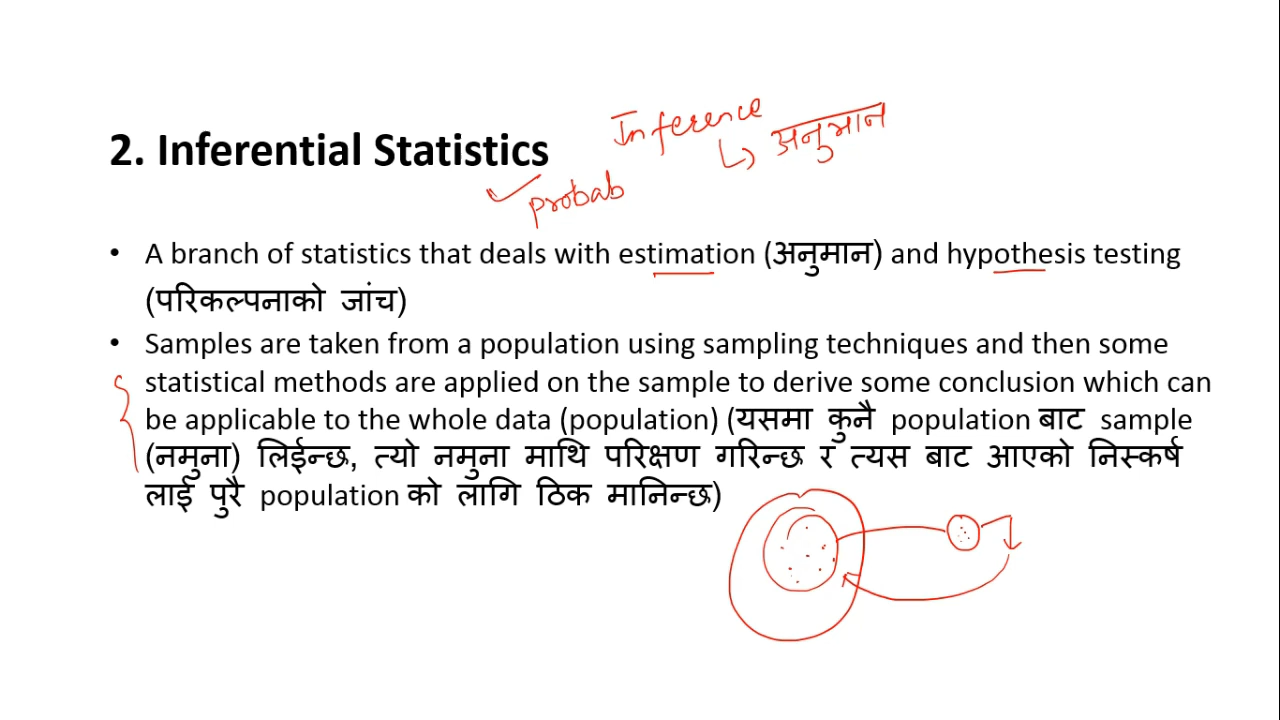 Inference
↳ अनुमान
2. Inferential Statistics
✓ probab
• A branch of statistics that deals with estimation (अनुमान) and hypothesis testing
(परिकल्पनाको जांच)
• Samples are taken from a population using sampling techniques and then some
statistical methods are applied on the sample to derive some conclusion which can
be applicable to the whole data (population) (यसमा कुनै population बाट sample
(नमुना) लिईन्छ, त्यो नमुना माथि परिक्षण गरिन्छ र त्यस बाट आएको निस्कर्ष
लाई पुरै population को लागि ठिक मानिन्छ)